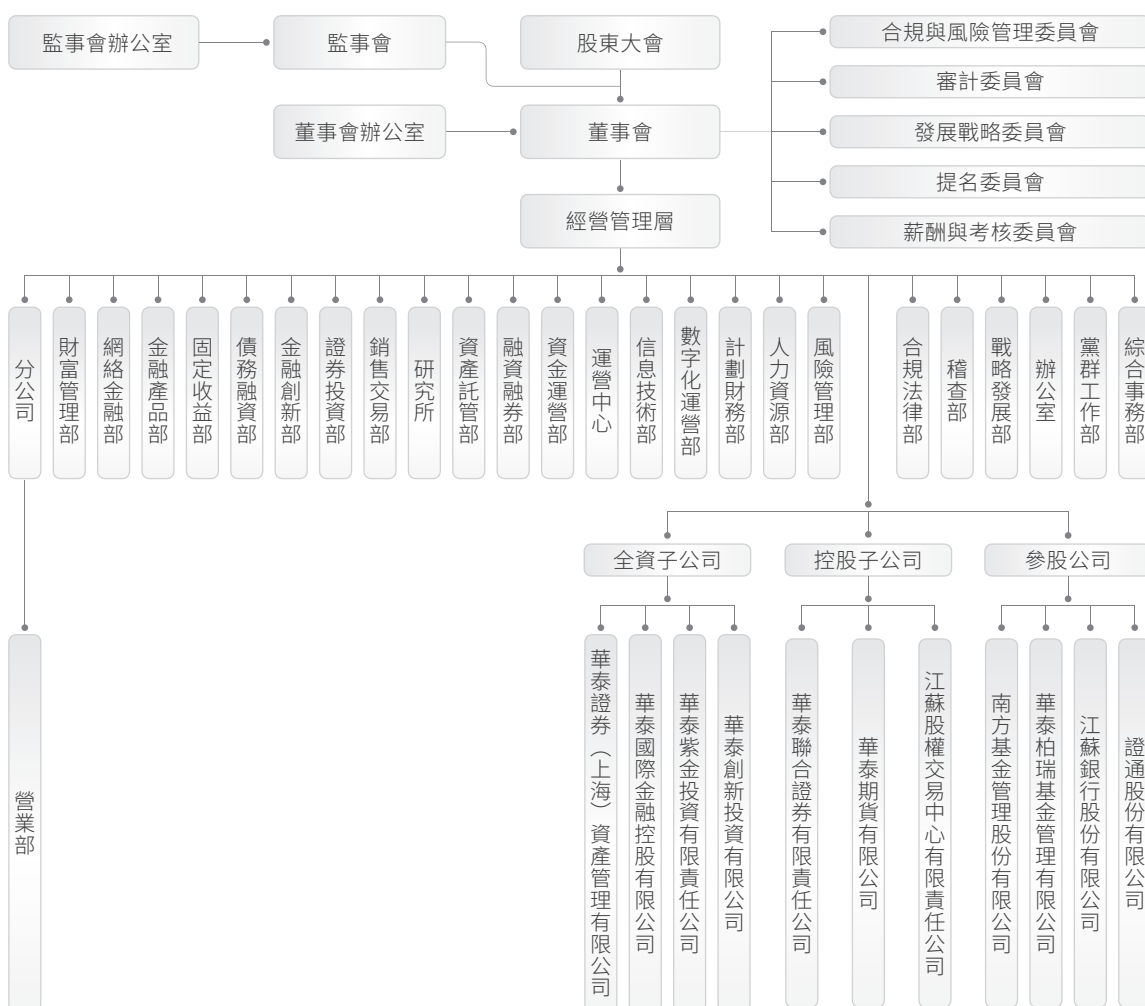 監事會辦公室
監事會
股東大會
合規與風險管理委員會
審計委員會
董事會辦公室
董事會
發展戰略委員會
提名委員會
經營管理層
薪酬與考核委員會
分公司
財富管理部
網絡金融部
金融產品部
固定收益部
債務融資部
金融創新部
證券投資部
銷售交易部
研究所
資產託管部
融資融券部
資金運營部
運營中心
信息技術部
數字化運營部
計劃財務部
人力資源部
風險管理部
合規法律部
稽查部
戰略發展部
辦公室
黨群工作部
綜合事務部
全資子公司
控股子公司
參股公司
營業部
華泰證券（上海）資產管理有限公司
華泰國際金融控股有限公司
華泰紫金投資有限責任公司
華泰創新投資有限公司
華泰聯合證券有限責任公司
華泰期貨有限公司
江蘇股權交易中心有限責任公司
南方基金管理股份有限公司
華泰柏瑞基金管理有限公司
江蘇銀行股份有限公司
證通股份有限公司